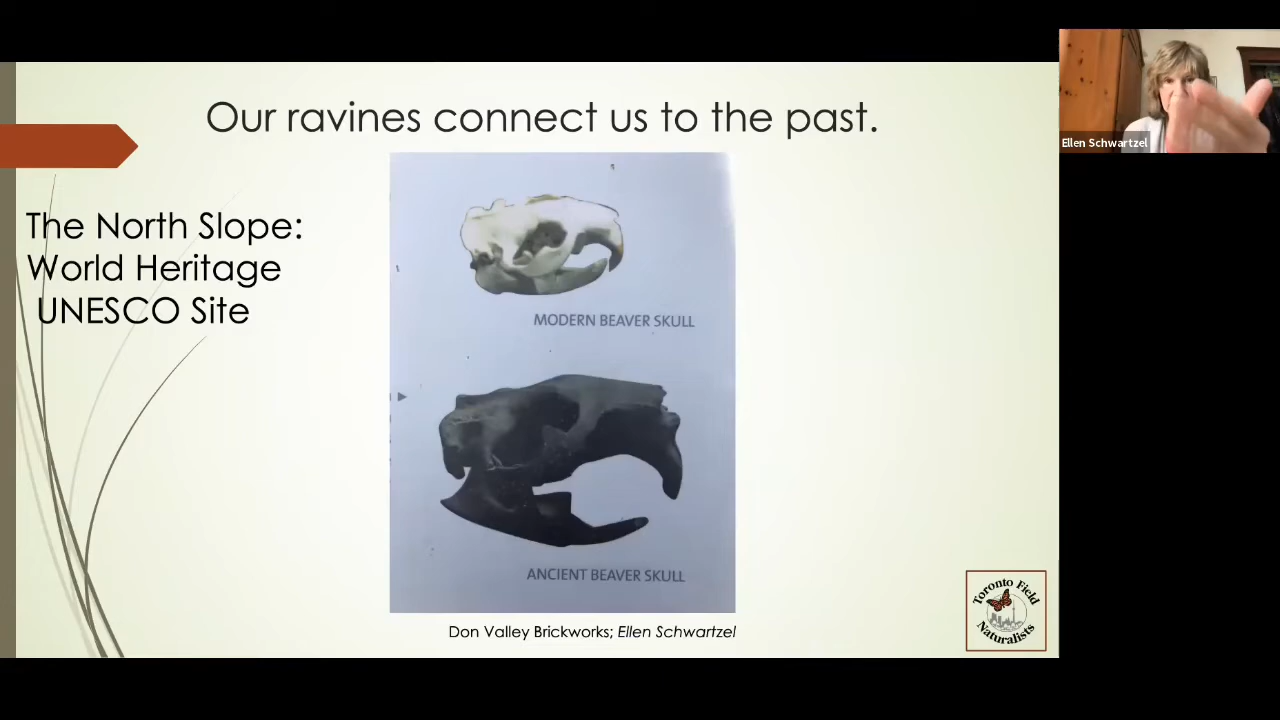 Our ravines connect us to the past.
Ellen Schwartzel
The North Slope:
World Heritage
UNESCO Site
MODERN BEAVER SKULL
ANCIENT BEAVER SKULL
Don Valley Brickworks; Ellen Schwartzel
Toronto Field
Naturalists